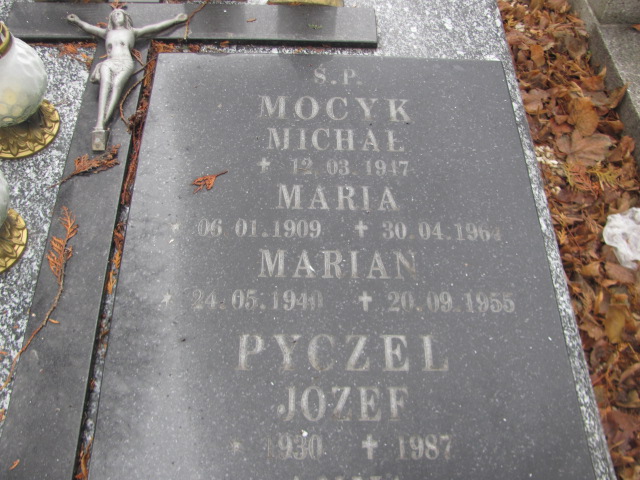 Ś.P.
MOCYK
MICHAŁ
✝ 12.03.1947
MARIA
* 06.01.1909 ✝ 30.04.1964
MARIAN
* 24.05.1940 ✝ 20.09.1955
PYCZEL
JÓZEF
* 1930 ✝ 1987